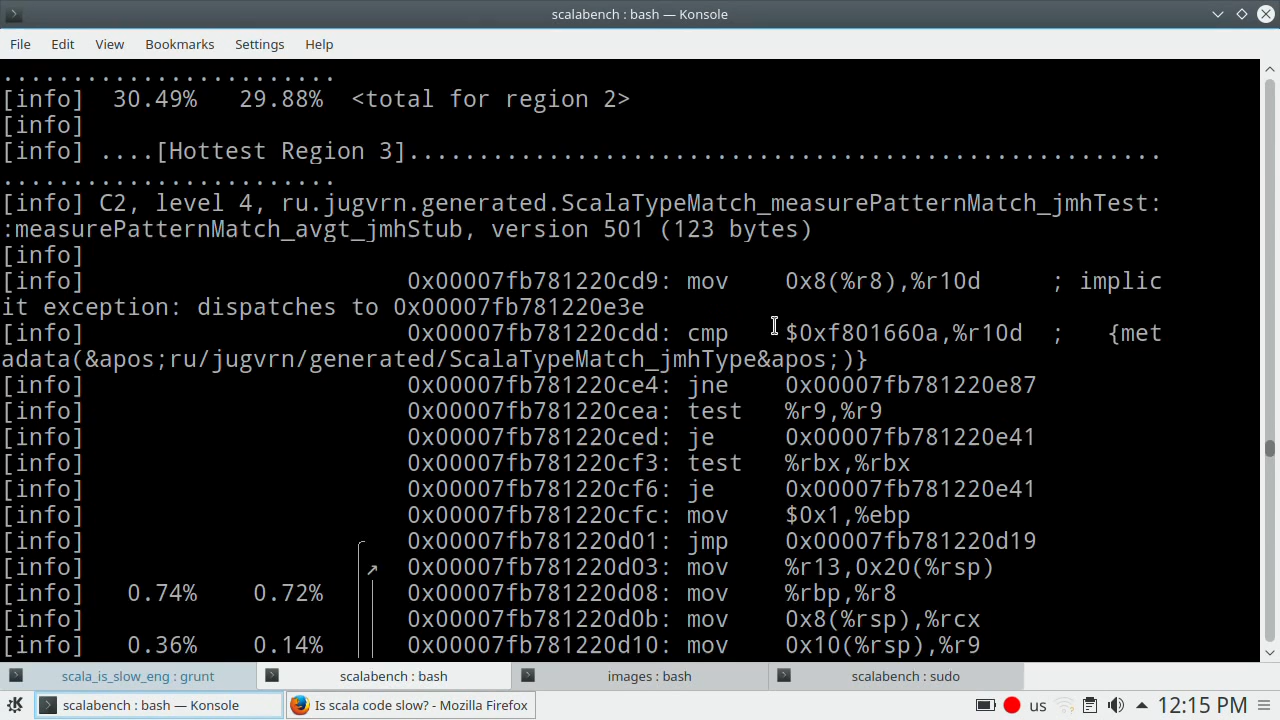 scalabench : bash — Konsole
File Edit View Bookmarks Settings Help
........................
[info]  30.49%   29.88%  <total for region 2>
[info]
[info] ....[Hottest Region 3]......................................................
........................
[info] C2, level 4, ru.jugvrn.generated.ScalaTypeMatch_measurePatternMatch_jmhTest:
:measurePatternMatch_avgt_jmhStub, version 501 (123 bytes)
[info]
[info]                       0x00007fb781220cd9: mov    0x8(%r8),%r10d     ; implic
it exception: dispatches to 0x00007fb781220e3e
[info]                       0x00007fb781220cdd: cmp    $0xf801660a,%r10d  ;   {met
adata(&apos;ru/jugvrn/generated/ScalaTypeMatch_jmhType&apos;)}
[info]                       0x00007fb781220ce4: jne    0x00007fb781220e87
[info]                       0x00007fb781220cea: test   %r9,%r9
[info]                       0x00007fb781220ced: je     0x00007fb781220e41
[info]                       0x00007fb781220cf3: test   %rbx,%rbx
[info]                       0x00007fb781220cf6: je     0x00007fb781220e41
[info]                       0x00007fb781220cfc: mov    $0x1,%ebp
[info]                       0x00007fb781220d01: jmp    0x00007fb781220d19
[info]                    ↗  0x00007fb781220d03: mov    %r13,0x20(%rsp)
[info]   0.74%    0.72%      0x00007fb781220d08: mov    %rbp,%r8
[info]                       0x00007fb781220d0b: mov    0x8(%rsp),%rcx
[info]   0.36%    0.14%      0x00007fb781220d10: mov    0x10(%rsp),%r9
scala_is_slow_eng : grunt scalabench : bash images : bash scalabench : sudo
scalabench : bash — Konsole Is scala code slow? - Mozilla Firefox us 12:15 PM